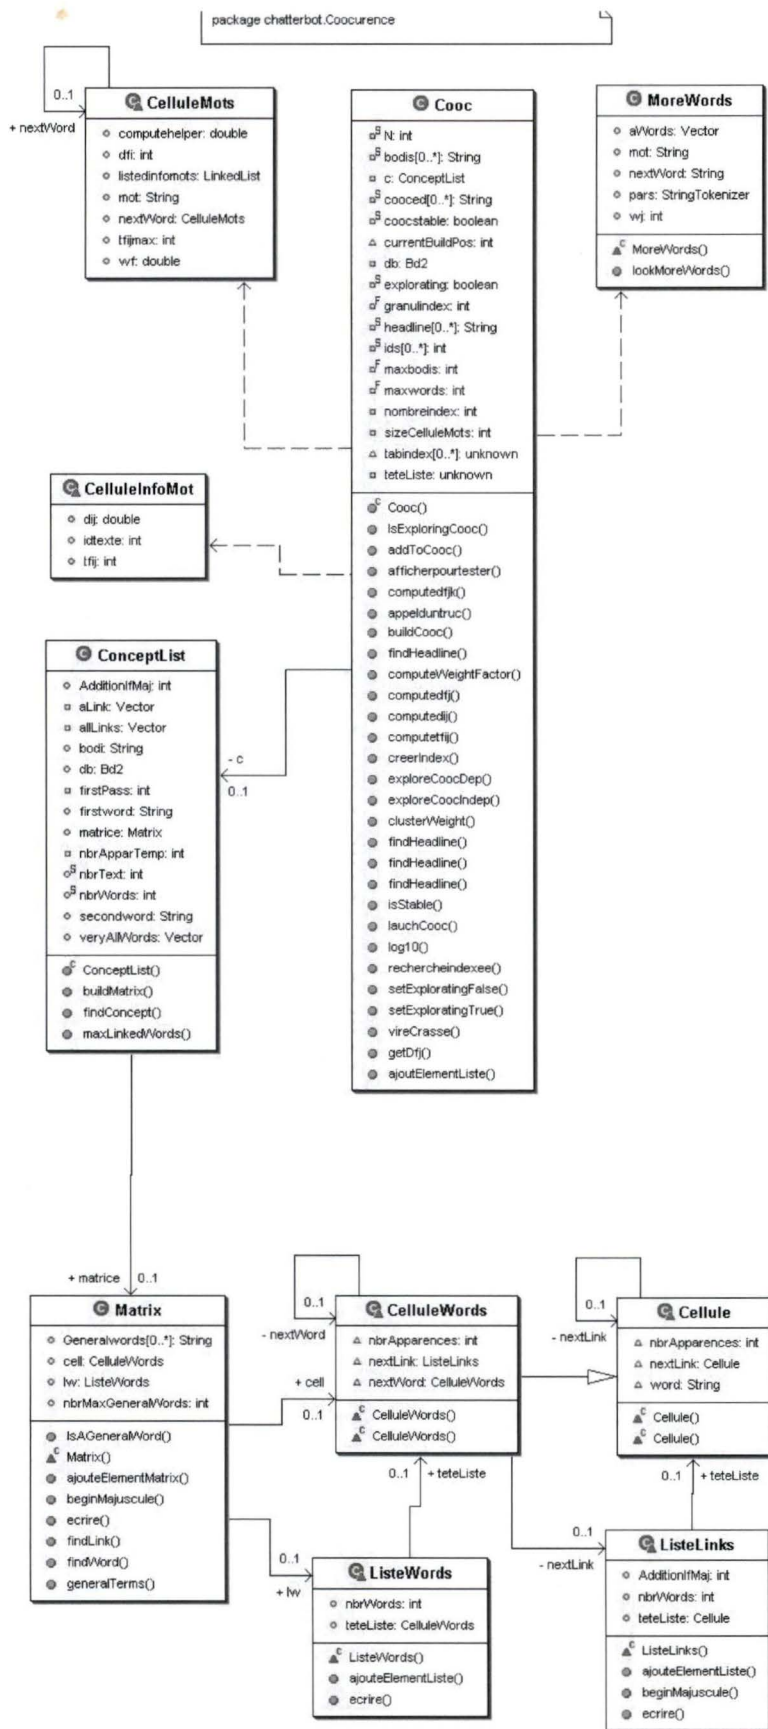 package chatterbot.Coocurence
0..1
+ nextWord
CelluleMots
computehelper: double
dfi: int
listedinfomots: LinkedList
mot: String
nextWord: CelluleMots
tfijmax: int
wf: double
Cooc
N: int
bodis[0..*]: String
c: ConceptList
cooced[0..*]: String
coocstable: boolean
currentBuildPos: int
db: Bd2
explorating: boolean
granulindex: int
headline[0..*]: String
ids[0..*]: int
maxbodis: int
maxwords: int
nombreindex: int
sizeCelluleMots: int
tabindex[0..*]: unknown
teteListe: unknown
Cooc()
IsExploringCooc()
addToCooc()
afficherpourtester()
computedfjk()
appelduntruc()
buildCooc()
findHeadline()
computeWeightFactor()
computedfj()
computedij()
computetfij()
creerIndex()
exploreCoocDep()
exploreCoocIndep()
clusterWeight()
findHeadline()
findHeadline()
findHeadline()
isStable()
lauchCooc()
log10()
rechercheindexee()
setExploratingFalse()
setExploratingTrue()
vireCrasse()
getDfj()
ajoutElementListe()
MoreWords
aWords: Vector
mot: String
nextWord: String
pars: StringTokenizer
wj: int
MoreWords()
lookMoreWords()
CelluleInfoMot
dij: double
idtexte: int
tfij: int
ConceptList
AdditionIfMaj: int
aLink: Vector
allLinks: Vector
bodi: String
db: Bd2
firstPass: int
firstword: String
matrice: Matrix
nbrApparTemp: int
nbrText: int
nbrWords: int
secondword: String
veryAllWords: Vector
ConceptList()
buildMatrix()
findConcept()
maxLinkedWords()
- c
0..1
+ matrice
0..1
Matrix
Generalwords[0..*]: String
cell: CelluleWords
lw: ListeWords
nbrMaxGeneralWords: int
IsAGeneralWord()
Matrix()
ajouteElementMatrix()
beginMajuscule()
ecrire()
findLink()
findWord()
generalTerms()
0..1
- nextWord
+ cell
0..1
CelluleWords
nbrApparences: int
nextLink: ListeLinks
nextWord: CelluleWords
CelluleWords()
CelluleWords()
0..1
- nextLink
Cellule
nbrApparences: int
nextLink: Cellule
word: String
Cellule()
Cellule()
0..1
+ teteListe
0..1
+ teteListe
0..1
+ lw
0..1
- nextLink
ListeWords
nbrWords: int
teteListe: CelluleWords
ListeWords()
ajouteElementListe()
ecrire()
ListeLinks
AdditionIfMaj: int
nbrWords: int
teteListe: Cellule
ListeLinks()
ajouteElementListe()
beginMajuscule()
ecrire()